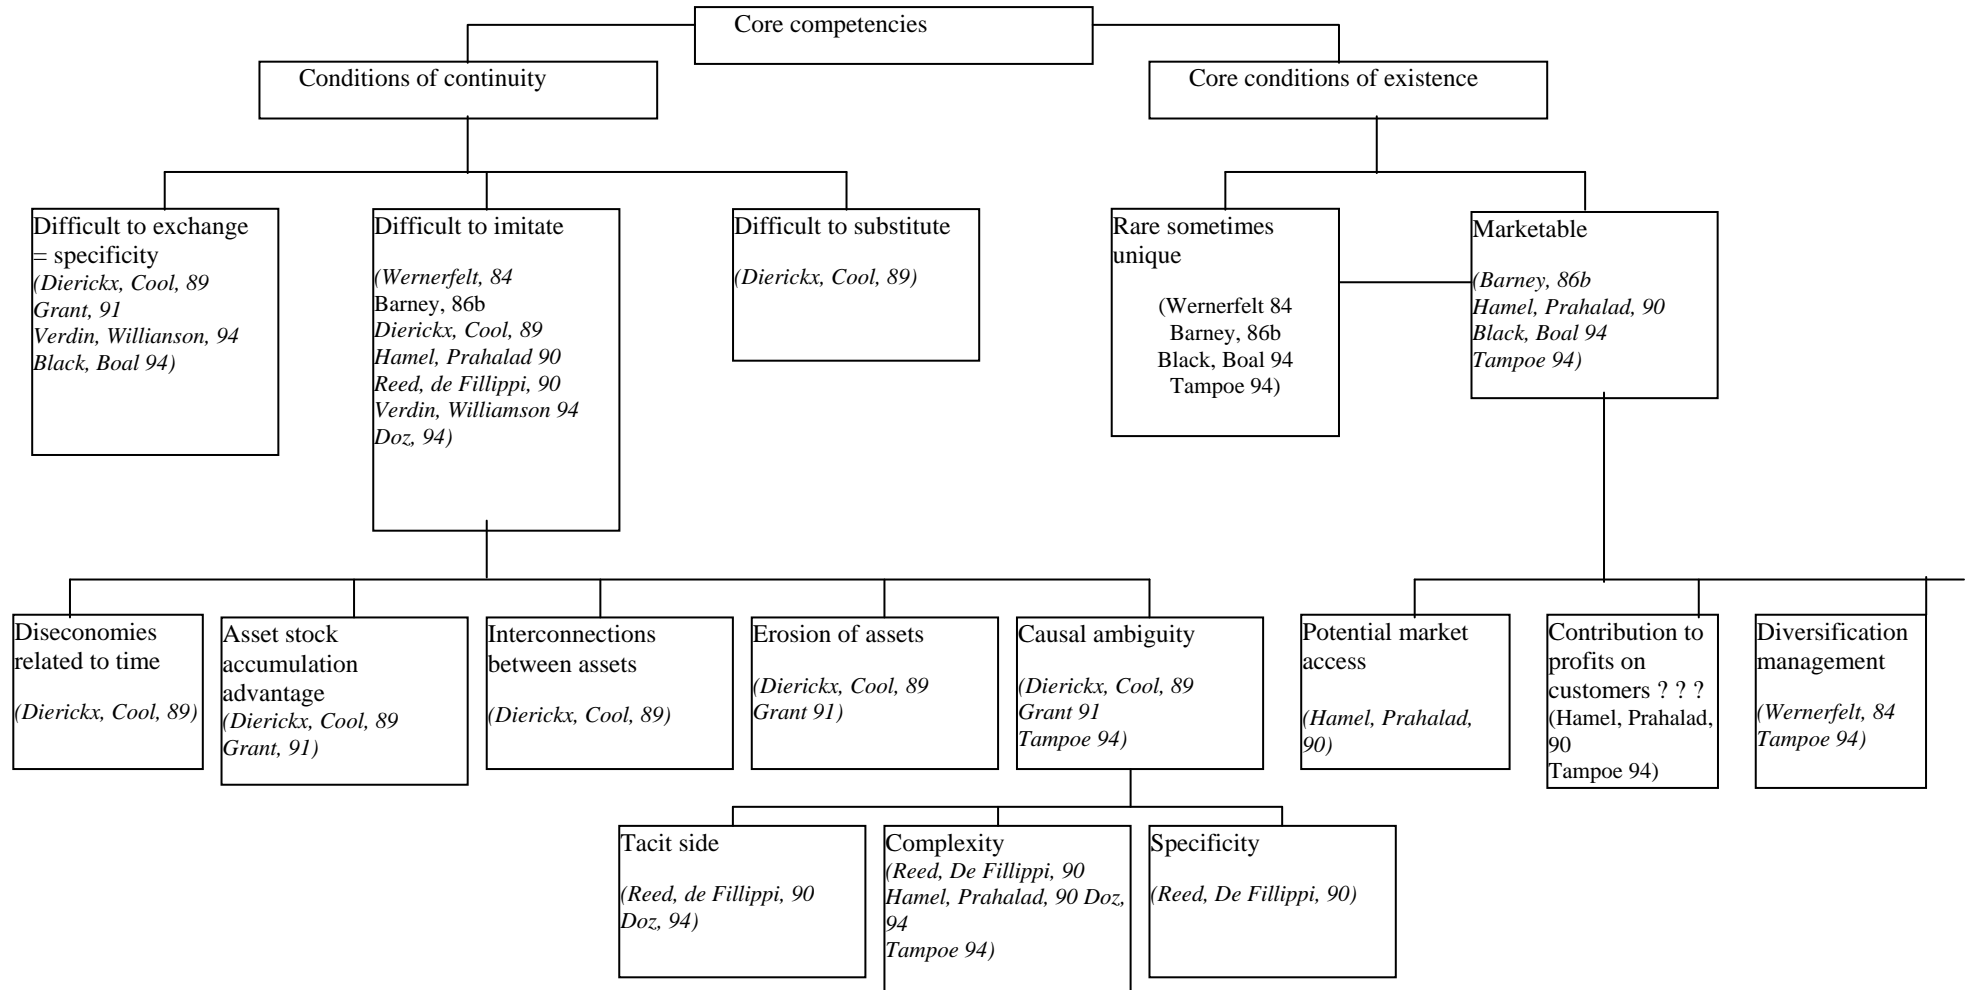 Core competencies
Conditions of continuity
Core conditions of existence
Difficult to exchange
= specificity
(Dierickx, Cool, 89
Grant, 91
Verdin, Willianson, 94
Black, Boal 94)
Difficult to imitate
(Wernerfelt, 84
Barney, 86b
Dierickx, Cool, 89
Hamel, Prahalad 90
Reed, de Fillippi, 90
Verdin, Williamson 94
Doz, 94)
Difficult to substitute
(Dierickx, Cool, 89)
Rare sometimes
unique
(Wernerfelt 84
Barney, 86b
Black, Boal 94
Tampoe 94)
Marketable
(Barney, 86b
Hamel, Prahalad, 90
Black, Boal 94
Tampoe 94)
Diseconomies
related to time
(Dierickx, Cool, 89)
Asset stock
accumulation
advantage
(Dierickx, Cool, 89
Grant, 91)
Interconnections
between assets
(Dierickx, Cool, 89)
Erosion of assets
(Dierickx, Cool, 89
Grant 91)
Causal ambiguity
(Dierickx, Cool, 89
Grant 91
Tampoe 94)
Potential market
access
(Hamel, Prahalad,
90)
Contribution to
profits on
customers ? ? ?
(Hamel, Prahalad,
90
Tampoe 94)
Diversification
management
(Wernerfelt, 84
Tampoe 94)
Tacit side
(Reed, de Fillippi, 90
Doz, 94)
Complexity
(Reed, De Fillippi, 90
Hamel, Prahalad, 90 Doz,
94
Tampoe 94)
Specificity
(Reed, De Fillippi, 90)